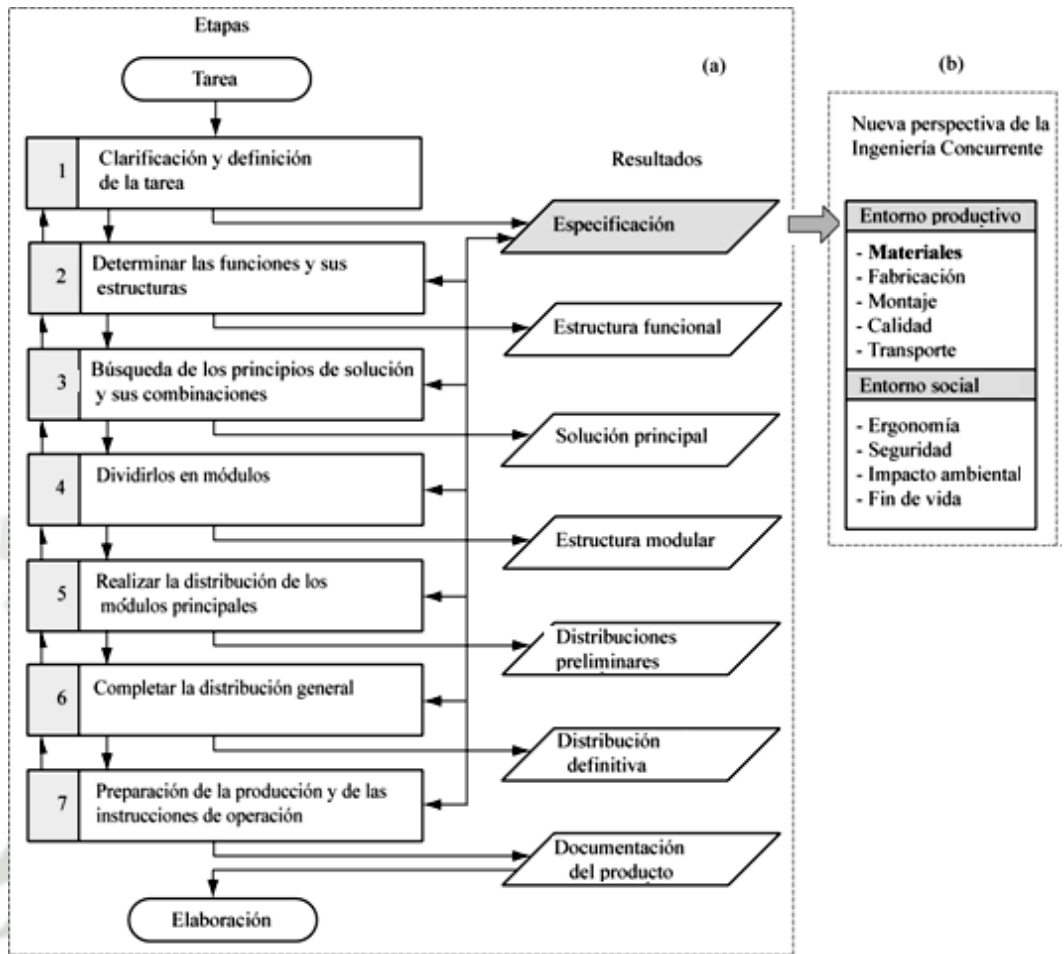 Etapas
(a)
(b)
Tarea
Nueva perspectiva de la
Ingeniería Concurrente
1
Clarificación y definición
de la tarea
Resultados
Especificación
Entorno productivo
- Materiales
- Fabricación
- Montaje
- Calidad
- Transporte
Entorno social
- Ergonomía
- Seguridad
- Impacto ambiental
- Fin de vida
2
Determinar las funciones y sus
estructuras
Estructura funcional
3
Búsqueda de los principios de solución
y sus combinaciones
Solución principal
4
Dividirlos en módulos
Estructura modular
5
Realizar la distribución de los
módulos principales
Distribuciones
preliminares
6
Completar la distribución general
Distribución
definitiva
7
Preparación de la producción y de las
instrucciones de operación
Documentación
del producto
Elaboración